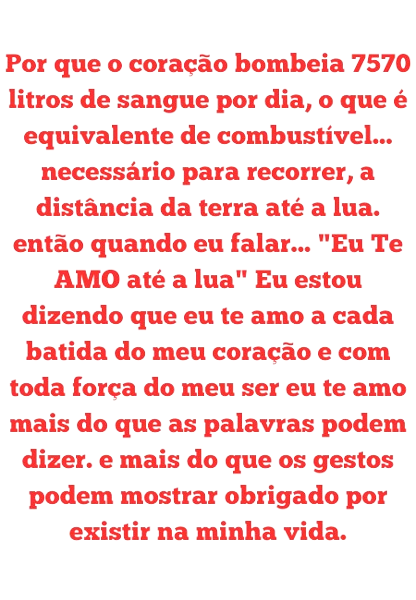 Por que o coração bombeia 7570
litros de sangue por dia, o que é
equivalente de combustível...
necessário para recorrer, a
distância da terra até a lua.
então quando eu falar... "Eu Te
AMO até a lua" Eu estou
dizendo que eu te amo a cada
batida do meu coração e com
toda força do meu ser eu te amo
mais do que as palavras podem
dizer. e mais do que os gestos
podem mostrar obrigado por
existir na minha vida.